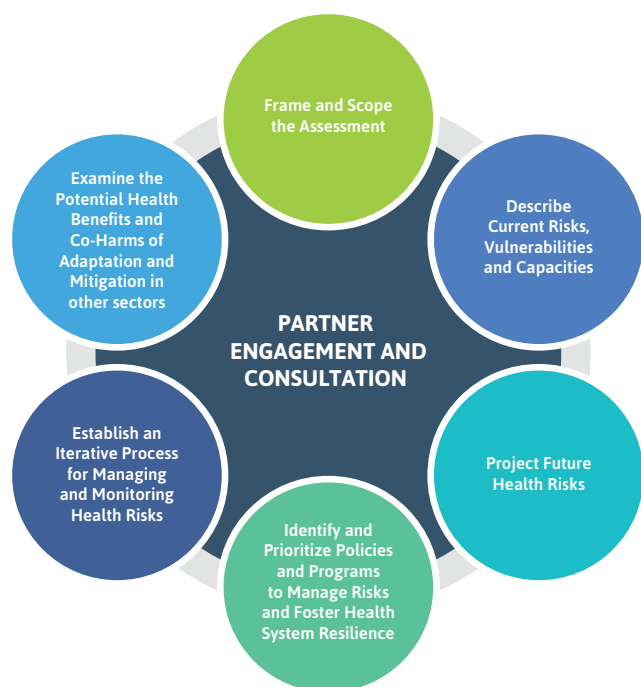 Frame and Scope
the Assessment
Describe
Current Risks,
Vulnerabilities
and Capacities
Project Future
Health Risks
Identify and
Prioritize Policies
and Programs
to Manage Risks
and Foster Health
System Resilience
Establish an
Iterative Process
for Managing
and Monitoring
Health Risks
Examine the
Potential Health
Benefits and
Co-Harms of
Adaptation and
Mitigation in
other sectors
PARTNER
ENGAGEMENT AND
CONSULTATION